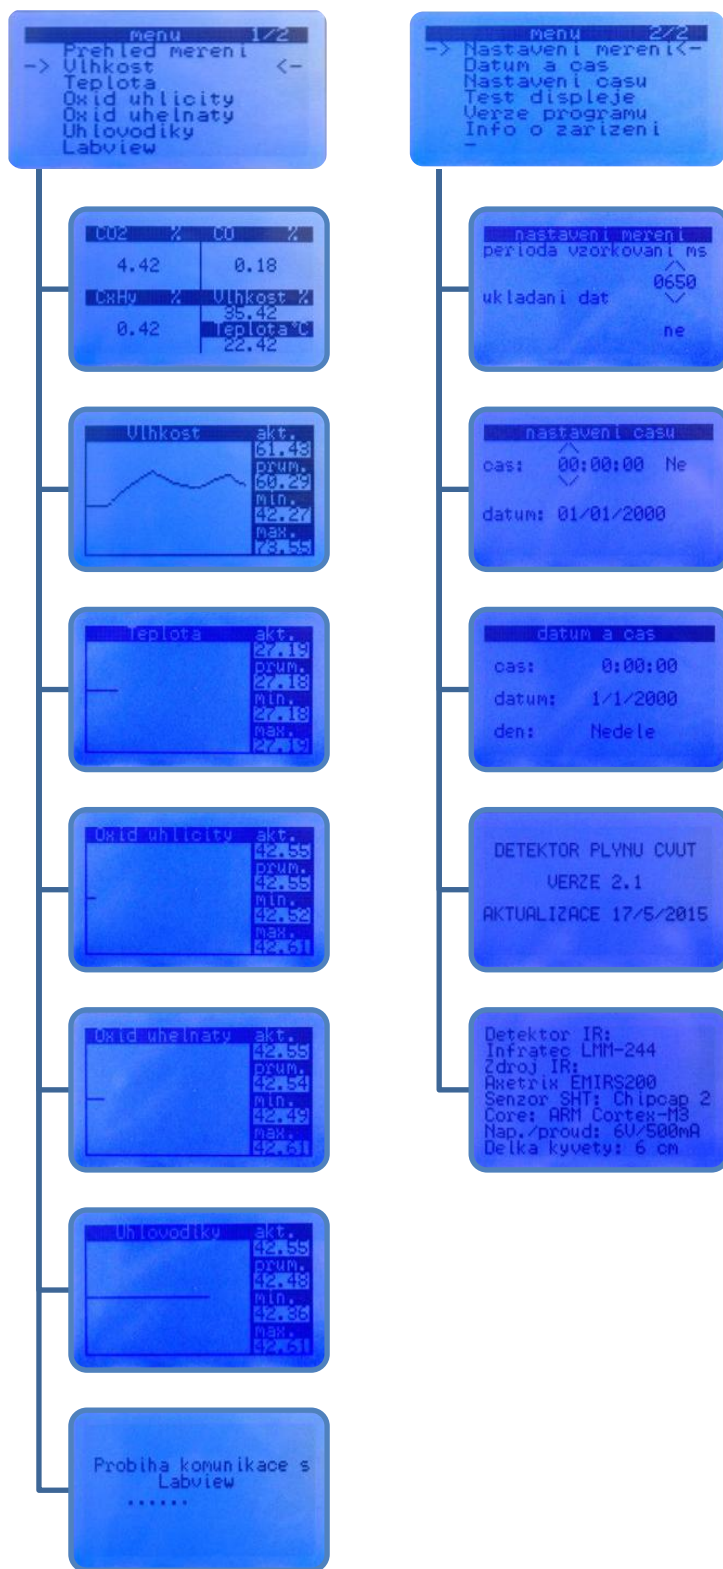 menu 1/2
Prehled mereni
-> Vlhkost <-
Teplota
Oxid uhlicity
Oxid uhelnaty
Uhlovodiky
Labview
CO2 % CO %
4.42 0.18
CxHy % Vlhkost %
35.42
0.42 Teplota°C
22.42
Vlhkost akt.
61.43
prum.
60.29
min.
42.27
max.
73.55
Teplota akt.
27.19
prum.
27.18
min.
27.18
max.
27.19
Oxid uhlicity akt.
42.55
prum.
42.55
min.
42.52
max.
42.61
Oxid uhelnaty akt.
42.55
prum.
42.54
min.
42.49
max.
42.61
Uhlovodiky akt.
42.55
prum.
42.48
min.
42.36
max.
42.61
Probiha komunikace s
Labview
......
menu 2/2
-> Nastaveni mereni<-
Datum a cas
Nastaveni casu
Test displeje
Verze programu
Info o zarizeni
-
nastaveni mereni
perioda vzorkovani ms
0650
ukladani dat
ne
nastaveni casu
cas: 00:00:00 Ne
datum: 01/01/2000
datum a cas
cas: 0:00:00
datum: 1/1/2000
den: Nedele
DETEKTOR PLYNU CVUT
VERZE 2.1
AKTUALIZACE 17/5/2015
Detektor IR:
Infratec LMM-244
Zdroj IR:
Axetrix EMIRS200
Senzor SHT: Chipcap 2
Core: ARM Cortex-M3
Nap./proud: 6V/500mA
Delka kyvety: 6 cm